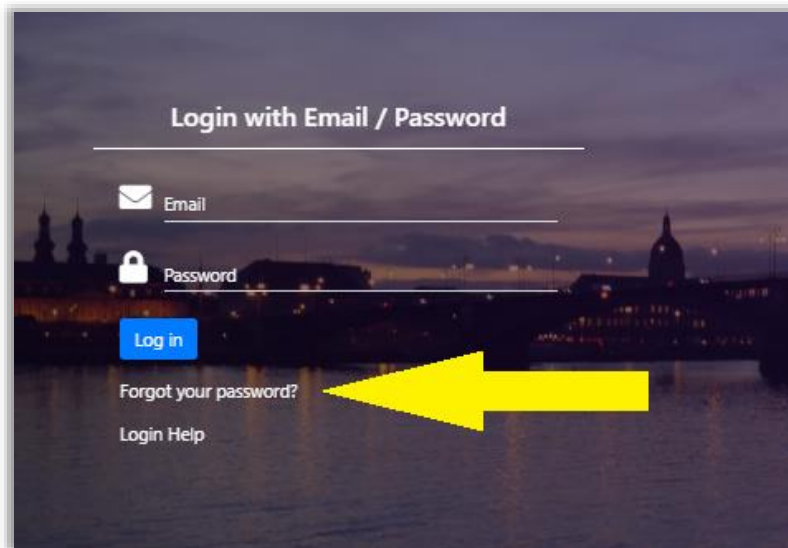 Login with Email / Password
Email
Password
Log in
Forgot your password?
Login Help